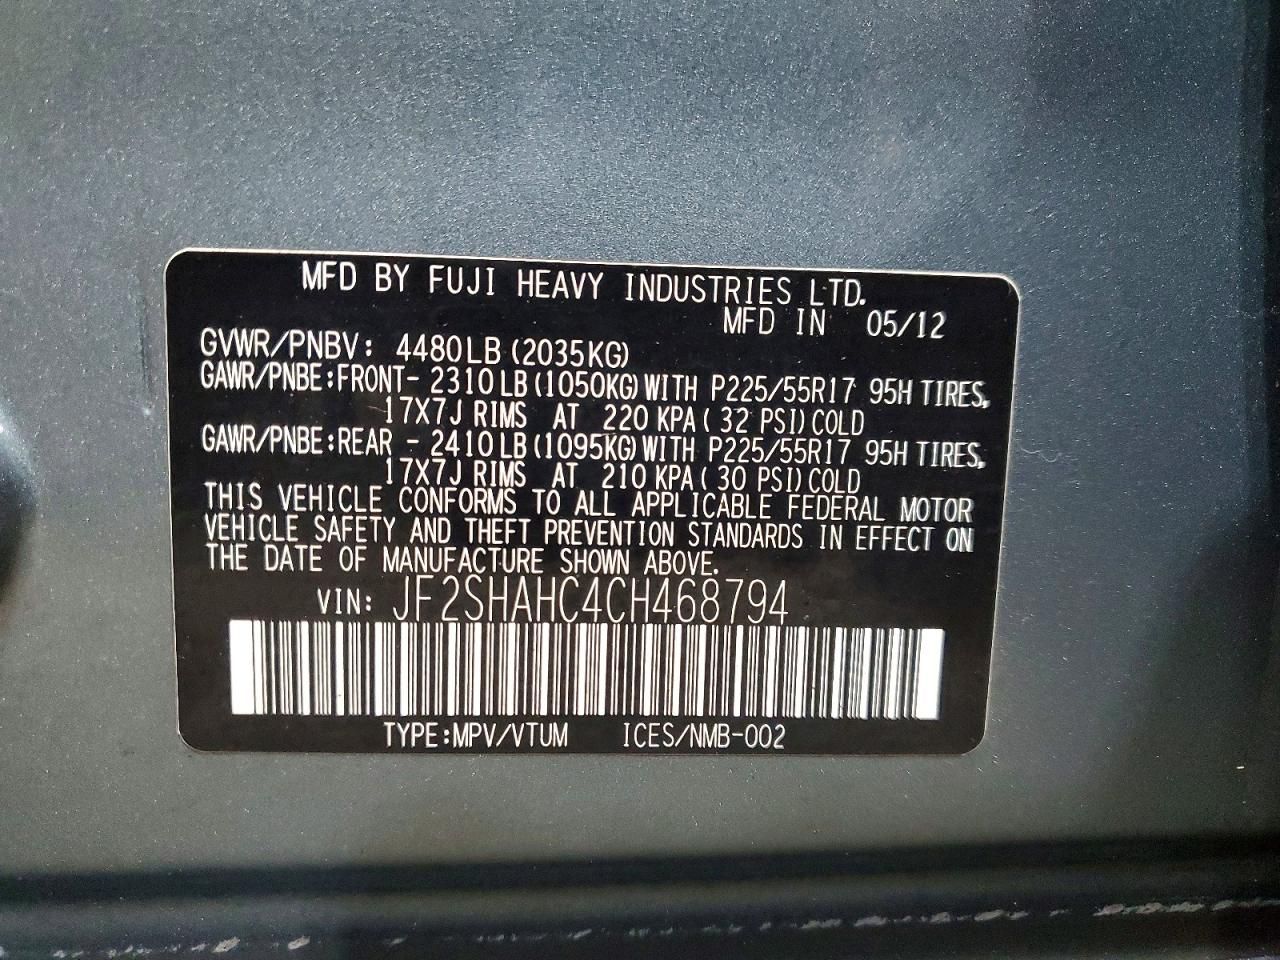 MFD BY FUJI HEAVY INDUSTRIES LTD.
MFD IN 05/12
GVWR/PNBV: 4480LB (2035KG)
GAWR/PNBE:FRONT- 2310LB(1050KG)WITH P225/55R17 95H TIRES,
17X7J RIMS AT 220 KPA( 32 PSI)COLD
GAWR/PNBE:REAR - 2410LB(1095KG)WITH P225/55R17 95H TIRES,
17X7J RIMS AT 210 KPA( 30 PSI)COLD
THIS VEHICLE CONFORMS TO ALL APPLICABLE FEDERAL MOTOR
VEHICLE SAFETY AND THEFT PREVENTION STANDARDS IN EFFECT ON
THE DATE OF MANUFACTURE SHOWN ABOVE.
VIN: JF2SHAHC4CH468794
TYPE:MPV/VTUM ICES/NMB-002